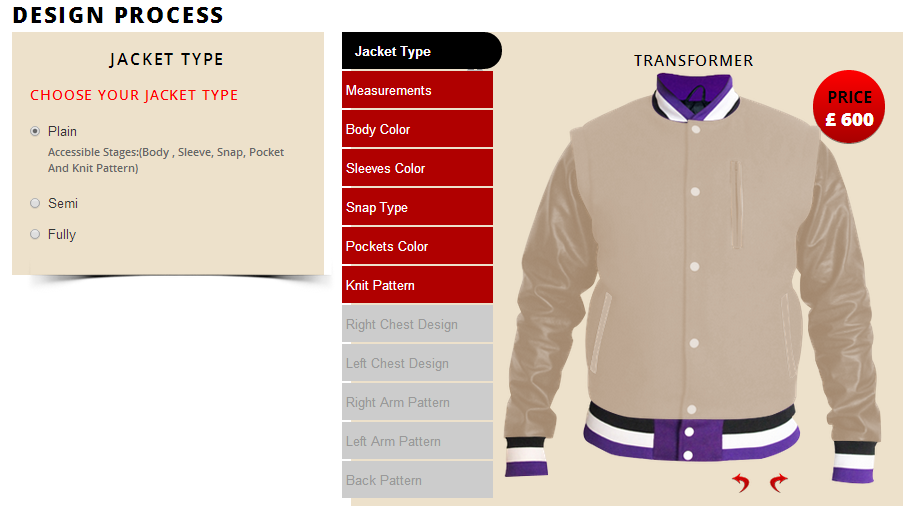 DESIGN PROCESS
JACKET TYPE
CHOOSE YOUR JACKET TYPE
Plain
Accessible Stages:(Body , Sleeve, Snap, Pocket
And Knit Pattern)
Semi
Fully
Jacket Type
Measurements
Body Color
Sleeves Color
Snap Type
Pockets Color
Knit Pattern
Right Chest Design
Left Chest Design
Right Arm Pattern
Left Arm Pattern
Back Pattern
TRANSFORMER
PRICE
£ 600